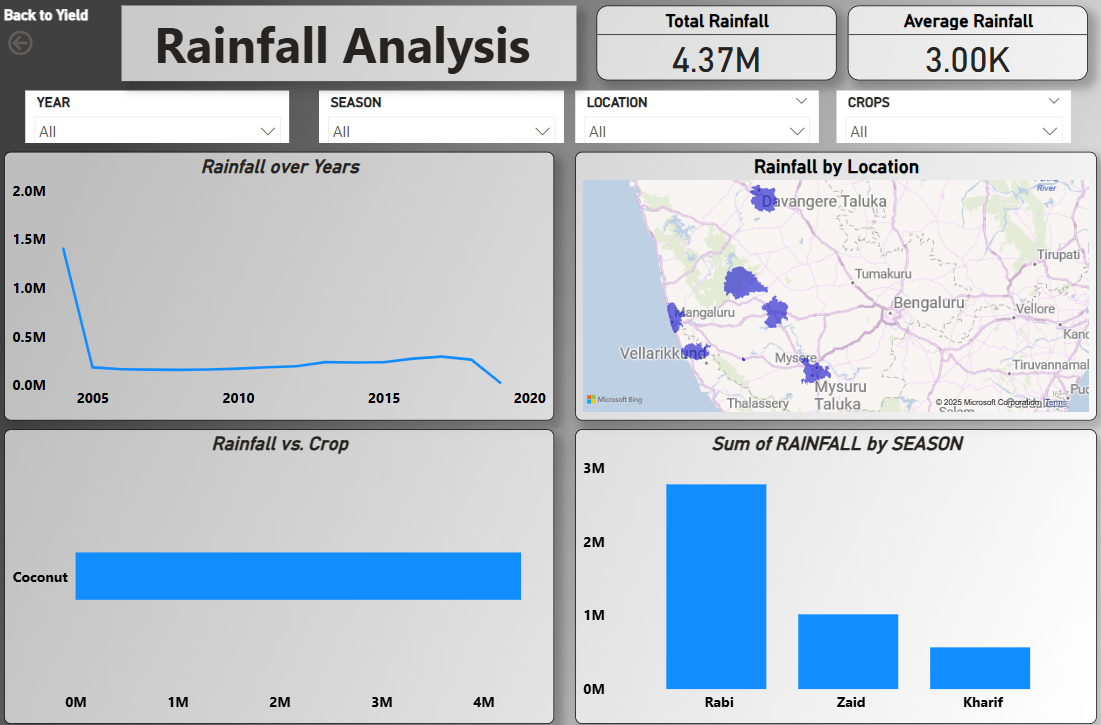 Back to Yield
Rainfall Analysis
Total Rainfall
4.37M
Average Rainfall
3.00K
YEAR
All
SEASON
All
LOCATION
All
CROPS
All
Rainfall over Years
2.0M
1.5M
1.0M
0.5M
0.0M
2005 2010 2015 2020
Rainfall by Location
River
Davangere Taluka
Tirupati
Tumakuru
Bengaluru
Vellore
Mangaluru
Kanc
Vellarikkund
Mysore
Tiruvannamal
Mysuru
Taluka
Puc
Thalassery
Salem
Microsoft Bing
© 2025 Microsoft Corporation Terms
Rainfall vs. Crop
Coconut
0M 1M 2M 3M 4M
Sum of RAINFALL by SEASON
3M
2M
1M
0M
Rabi Zaid Kharif